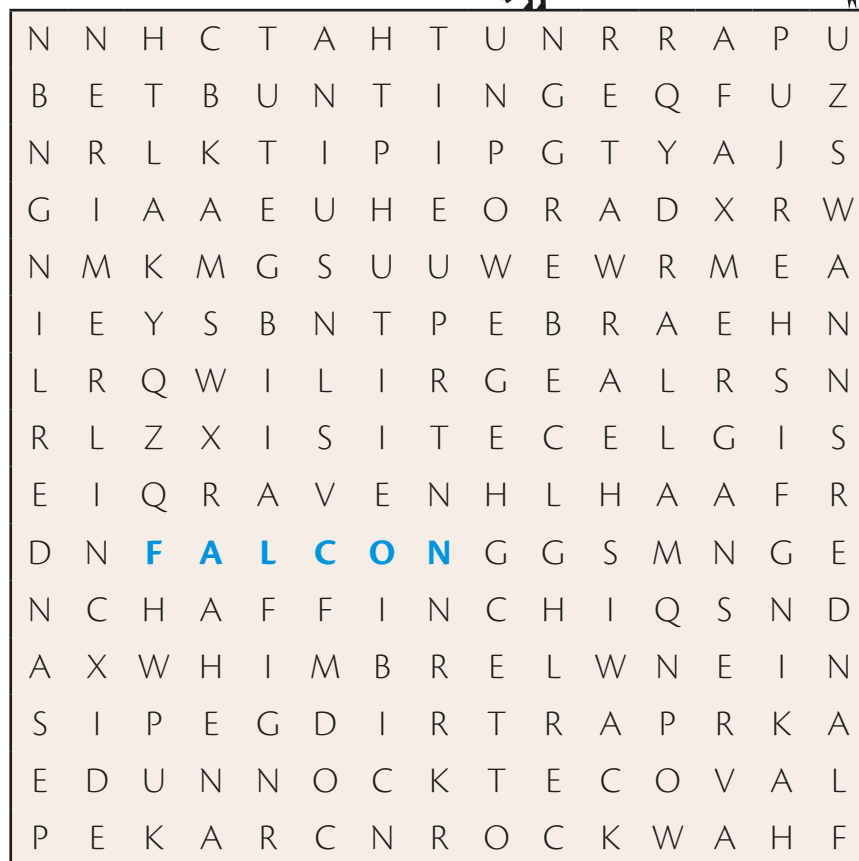 N N H C T A H T U N R R A P U
B E T B U N T I N G E Q F U Z
N R L K T I P I P G T Y A J S
G I A A E U H E O R A D X R W
N M K M G S U U W E W R M E A
I E Y S B N T P E B R A E H N
L R Q W I L I R G E A L R S N
R L Z X I S I T E C E L G I S
E I Q R A V E N H L H A A F R
D N F A L C O N G G S M N G E
N C H A F F I N C H I Q S N D
A X W H I M B R E L W N E I N
S I P E G D I R T R A P R K A
E D U N N O C K T E C O V A L
P E K A R C N R O C K W A H F